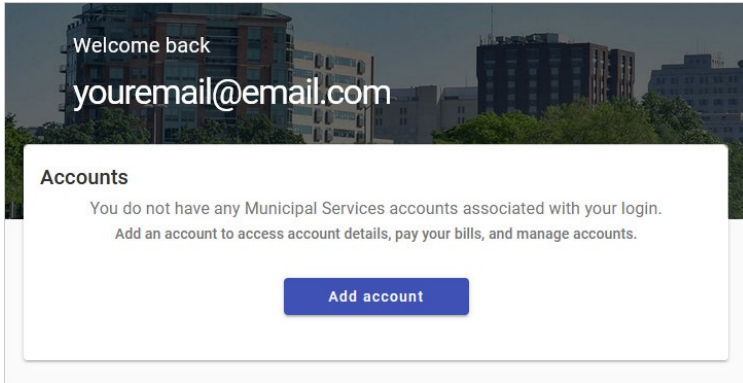 Welcome back
youremail@email.com
Accounts
You do not have any Municipal Services accounts associated with your login.
Add an account to access account details, pay your bills, and manage accounts.
Add account